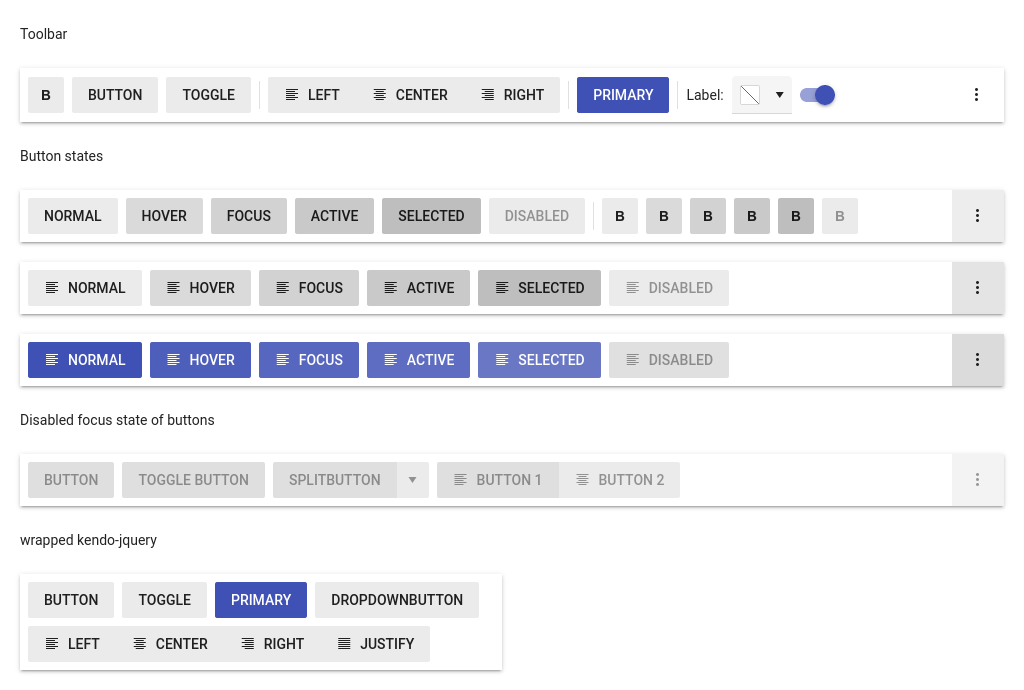 Toolbar
B BUTTON TOGGLE LEFT CENTER RIGHT PRIMARY Label:
Button states
NORMAL HOVER FOCUS ACTIVE SELECTED DISABLED B B B B B B
NORMAL HOVER FOCUS ACTIVE SELECTED DISABLED
NORMAL HOVER FOCUS ACTIVE SELECTED DISABLED
Disabled focus state of buttons
BUTTON TOGGLE BUTTON SPLITBUTTON BUTTON 1 BUTTON 2
wrapped kendo-jquery
BUTTON TOGGLE PRIMARY DROPDOWNBUTTON
LEFT CENTER RIGHT JUSTIFY